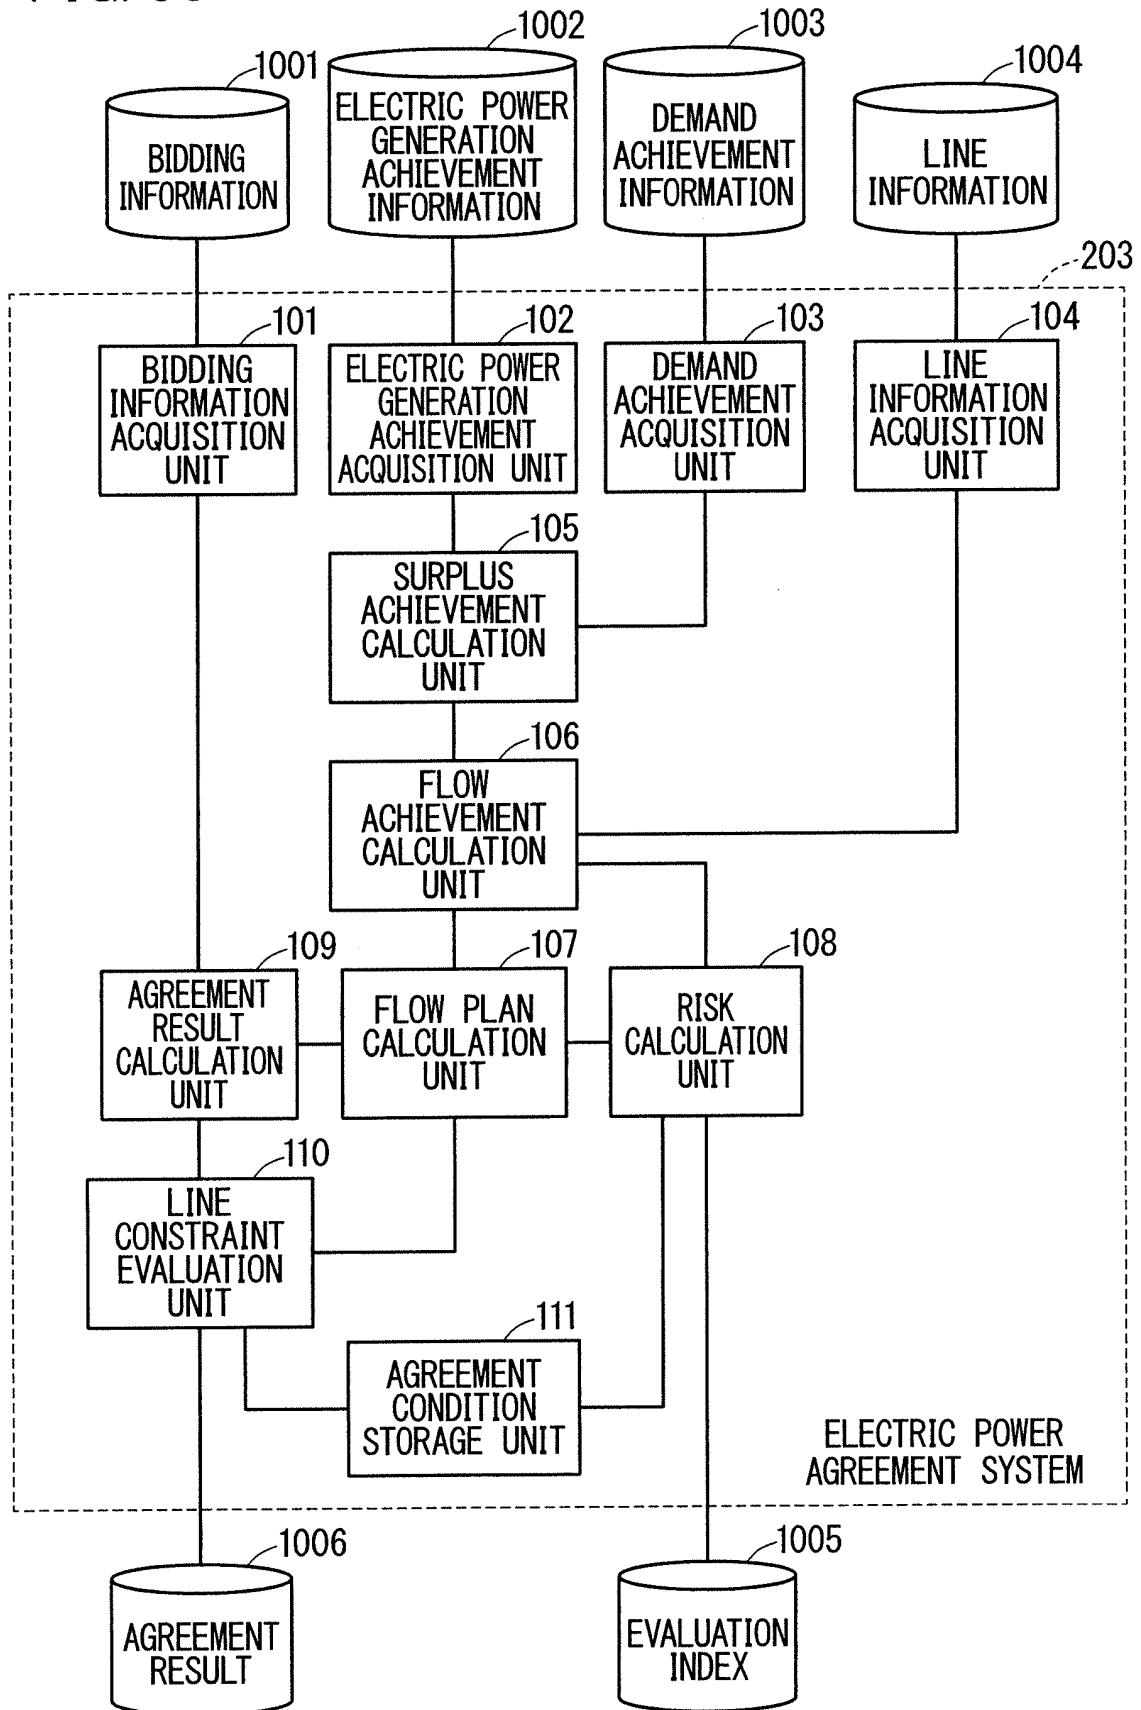 1001
BIDDING
INFORMATION
1002
ELECTRIC POWER
GENERATION
ACHIEVEMENT
INFORMATION
1003
DEMAND
ACHIEVEMENT
INFORMATION
1004
LINE
INFORMATION
203
101
BIDDING
INFORMATION
ACQUISITION
UNIT
102
ELECTRIC POWER
GENERATION
ACHIEVEMENT
ACQUISITION UNIT
103
DEMAND
ACHIEVEMENT
ACQUISITION
UNIT
104
LINE
INFORMATION
ACQUISITION
UNIT
105
SURPLUS
ACHIEVEMENT
CALCULATION
UNIT
106
FLOW
ACHIEVEMENT
CALCULATION
UNIT
109
AGREEMENT
RESULT
CALCULATION
UNIT
107
FLOW PLAN
CALCULATION
UNIT
108
RISK
CALCULATION
UNIT
110
LINE
CONSTRAINT
EVALUATION
UNIT
111
AGREEMENT
CONDITION
STORAGE UNIT
ELECTRIC POWER
AGREEMENT SYSTEM
1006
AGREEMENT
RESULT
1005
EVALUATION
INDEX